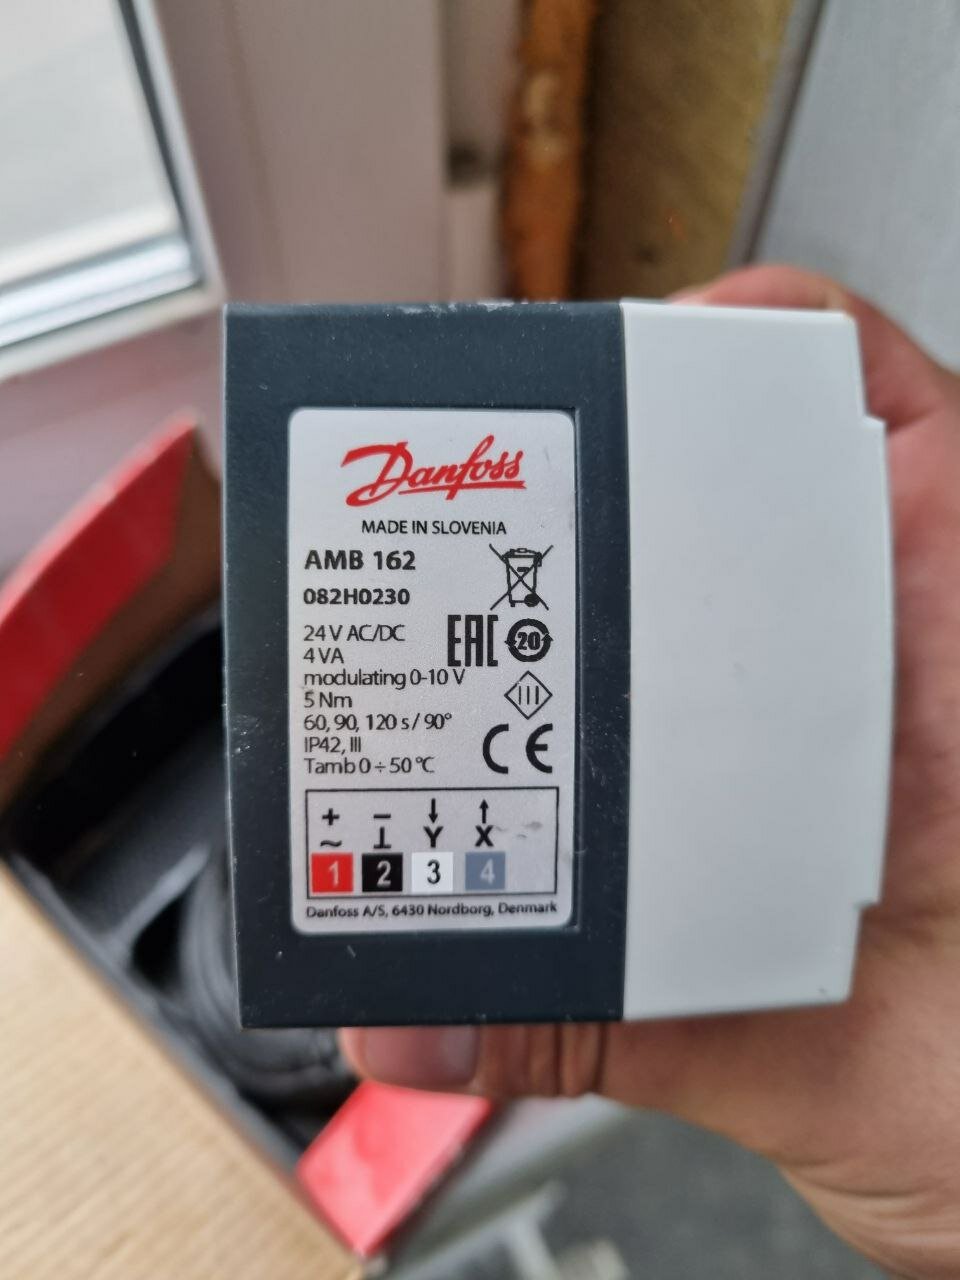 Danfoss
MADE IN SLOVENIA
AMB 162
082H0230
24 V AC/DC
4 VA
modulating 0-10 V
5 Nm
60, 90, 120 s / 90°
IP42, III
Tamb 0 ÷ 50 °C
EAC
20
III
CE
+ − ↓ ↑
~ ⊥ Y X
1 2 3 4
Danfoss A/S, 6430 Nordborg, Denmark